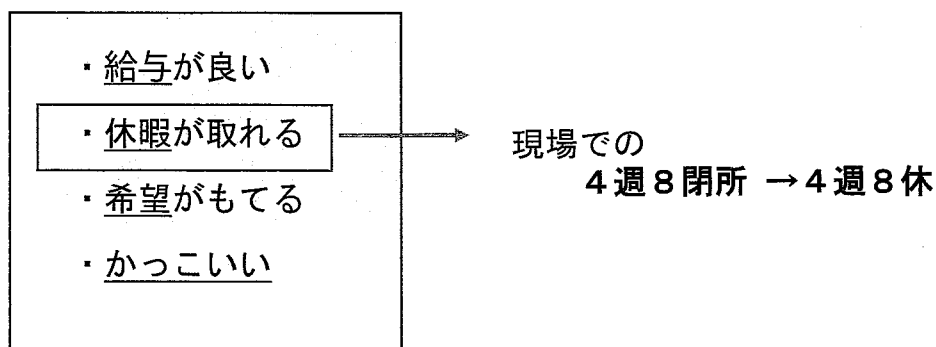 ・給与が良い
・休暇が取れる
・希望がもてる
・かっこいい
現場での
４週８閉所 →４週８休